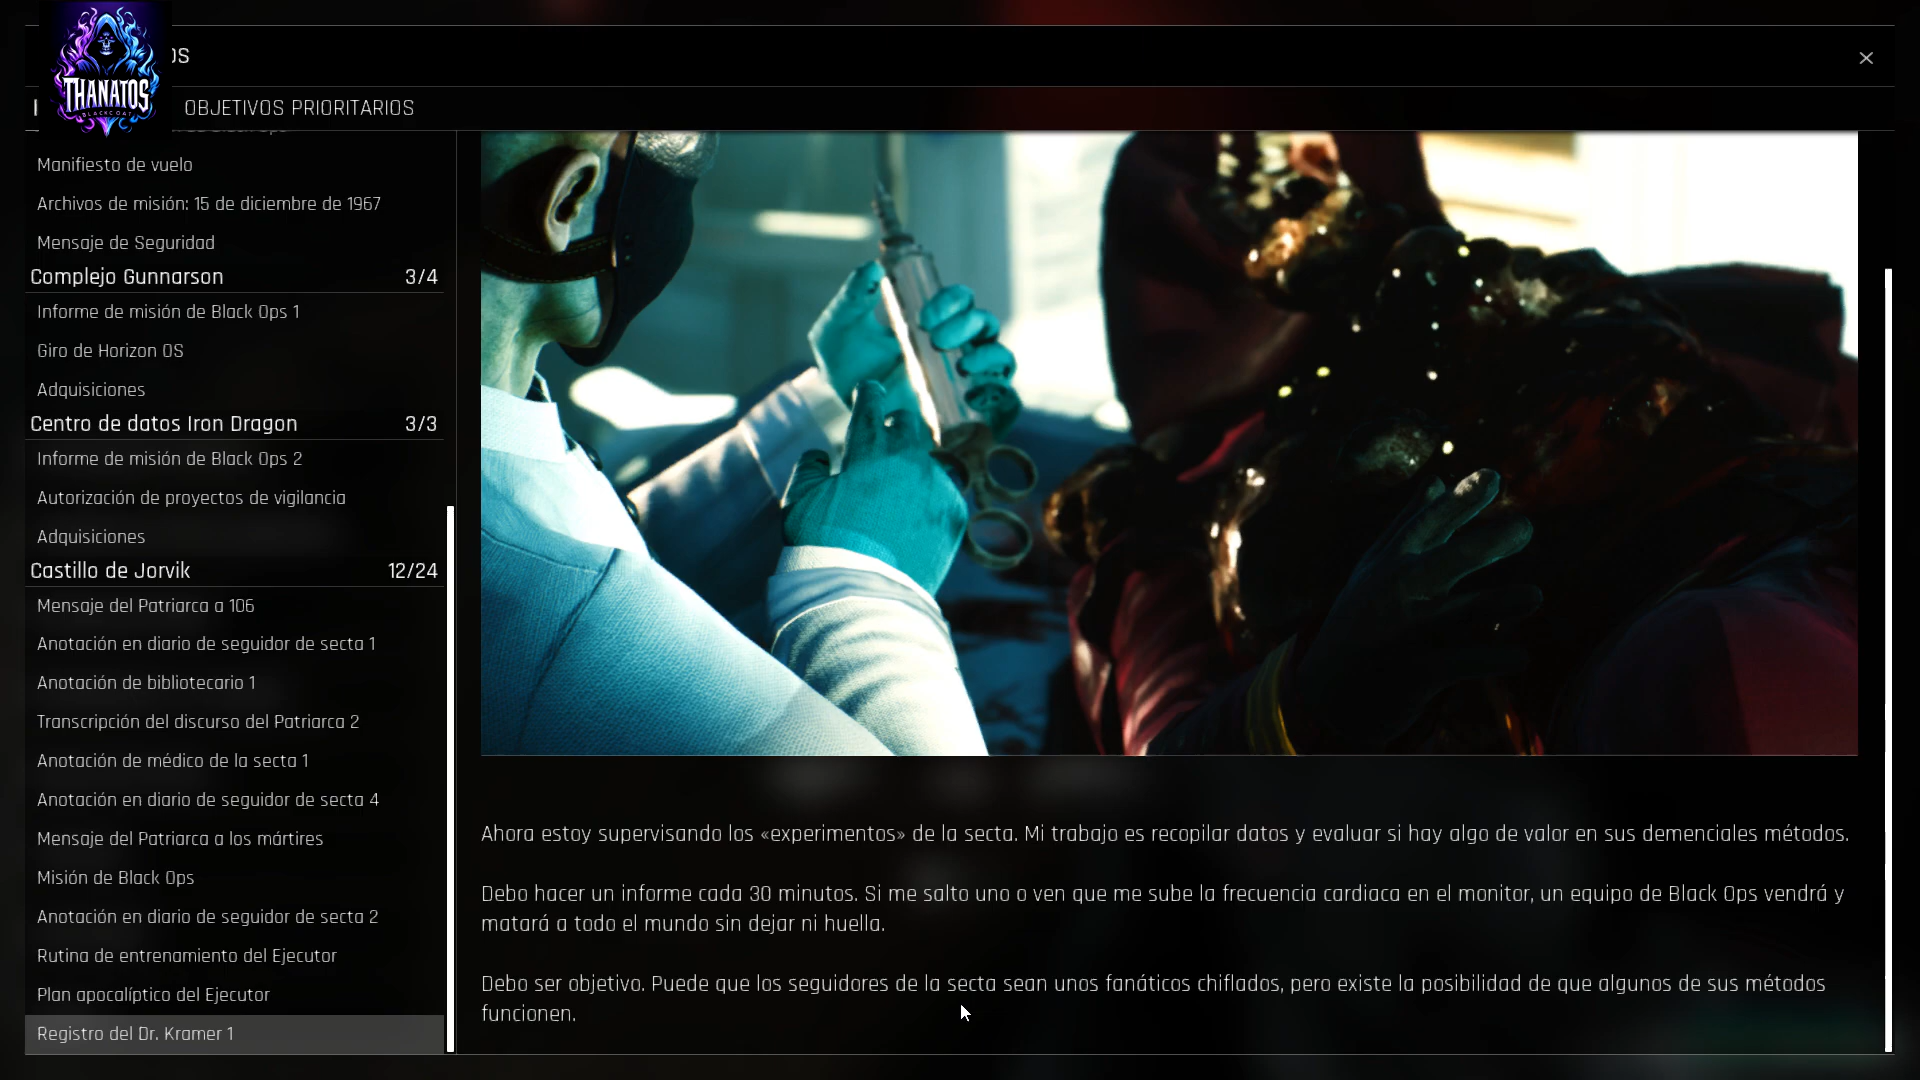 THANATOS
BLACKCOAT
OS
OBJETIVOS PRIORITARIOS
Manifiesto de vuelo
Archivos de misión: 15 de diciembre de 1967
Mensaje de Seguridad
Complejo Gunnarson 3/4
Informe de misión de Black Ops 1
Giro de Horizon OS
Adquisiciones
Centro de datos Iron Dragon 3/3
Informe de misión de Black Ops 2
Autorización de proyectos de vigilancia
Adquisiciones
Castillo de Jorvik 12/24
Mensaje del Patriarca a 106
Anotación en diario de seguidor de secta 1
Anotación de bibliotecario 1
Transcripción del discurso del Patriarca 2
Anotación de médico de la secta 1
Anotación en diario de seguidor de secta 4
Mensaje del Patriarca a los mártires
Misión de Black Ops
Anotación en diario de seguidor de secta 2
Rutina de entrenamiento del Ejecutor
Plan apocalíptico del Ejecutor
Registro del Dr. Kramer 1
Ahora estoy supervisando los «experimentos» de la secta. Mi trabajo es recopilar datos y evaluar si hay algo de valor en sus demenciales métodos.
Debo hacer un informe cada 30 minutos. Si me salto uno o ven que me sube la frecuencia cardiaca en el monitor, un equipo de Black Ops vendrá y
matará a todo el mundo sin dejar ni huella.
Debo ser objetivo. Puede que los seguidores de la secta sean unos fanáticos chiflados, pero existe la posibilidad de que algunos de sus métodos
funcionen.